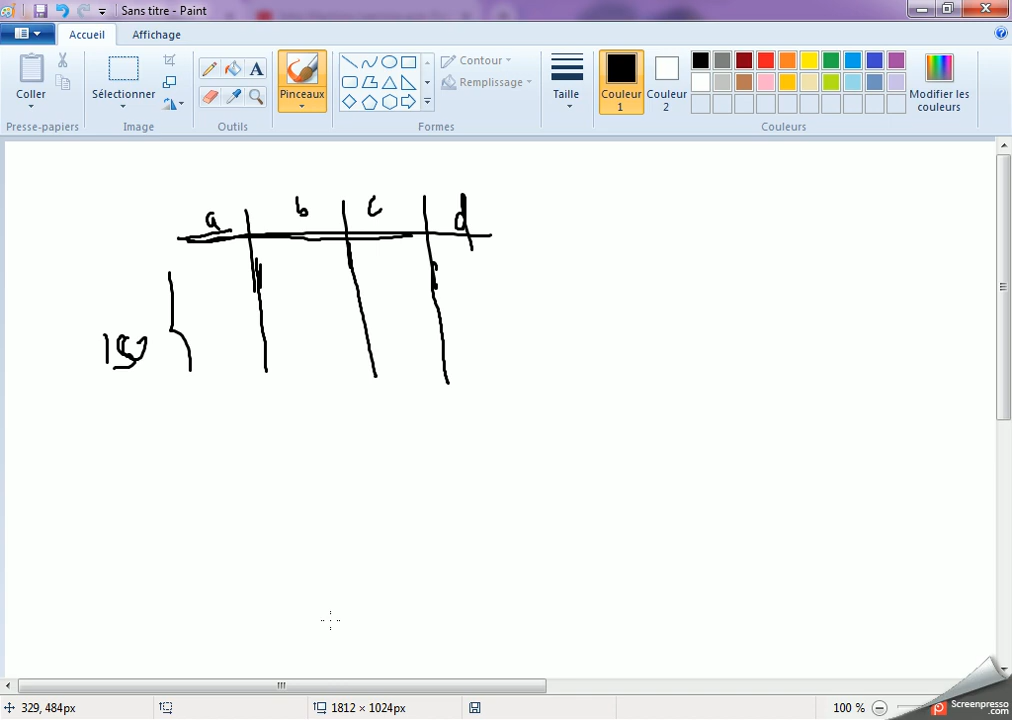 Sans titre - Paint
Accueil Affichage
Coller
Sélectionner
Pinceaux
Contour
Remplissage
Taille
Couleur 1
Couleur 2
Modifier les couleurs
Presse-papiers Image Outils Formes Couleurs
a b c d
329, 484px 1812 × 1024px 100 %
Screenpresso.com